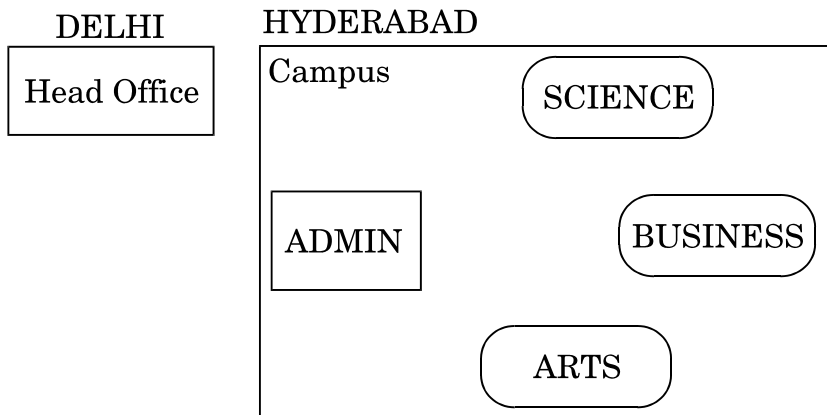 DELHI
Head Office
HYDERABAD
Campus
SCIENCE
ADMIN
BUSINESS
ARTS